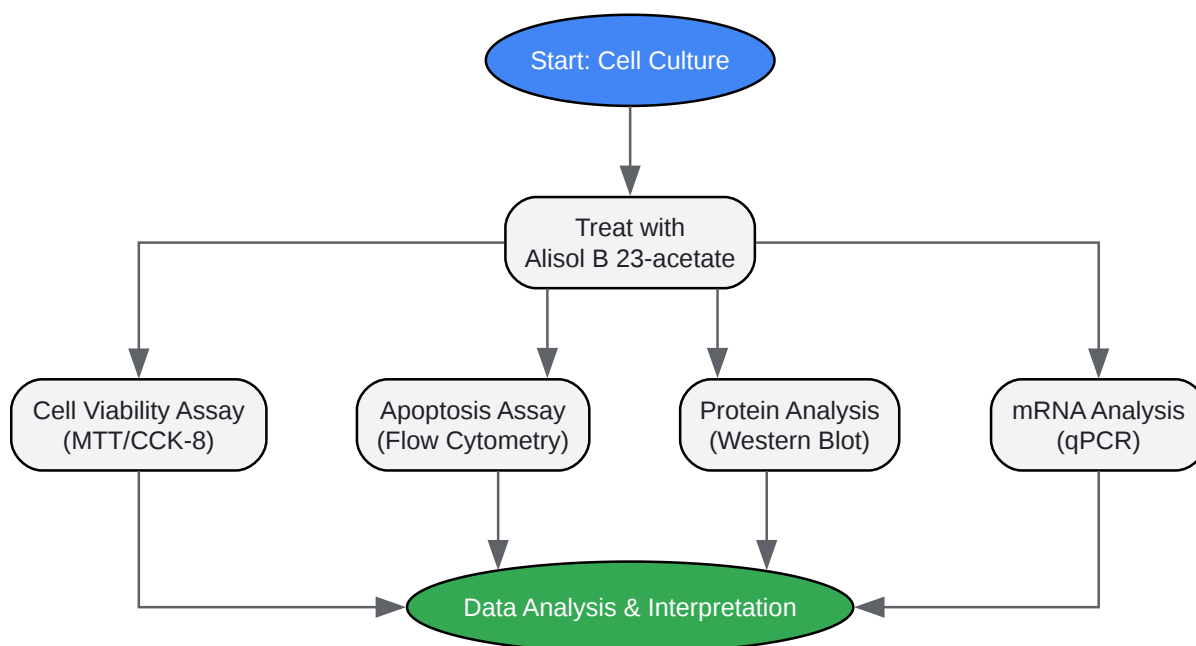 Start: Cell Culture
Treat with
Alisol B 23-acetate
Cell Viability Assay
(MTT/CCK-8)
Apoptosis Assay
(Flow Cytometry)
Protein Analysis
(Western Blot)
mRNA Analysis
(qPCR)
Data Analysis & Interpretation